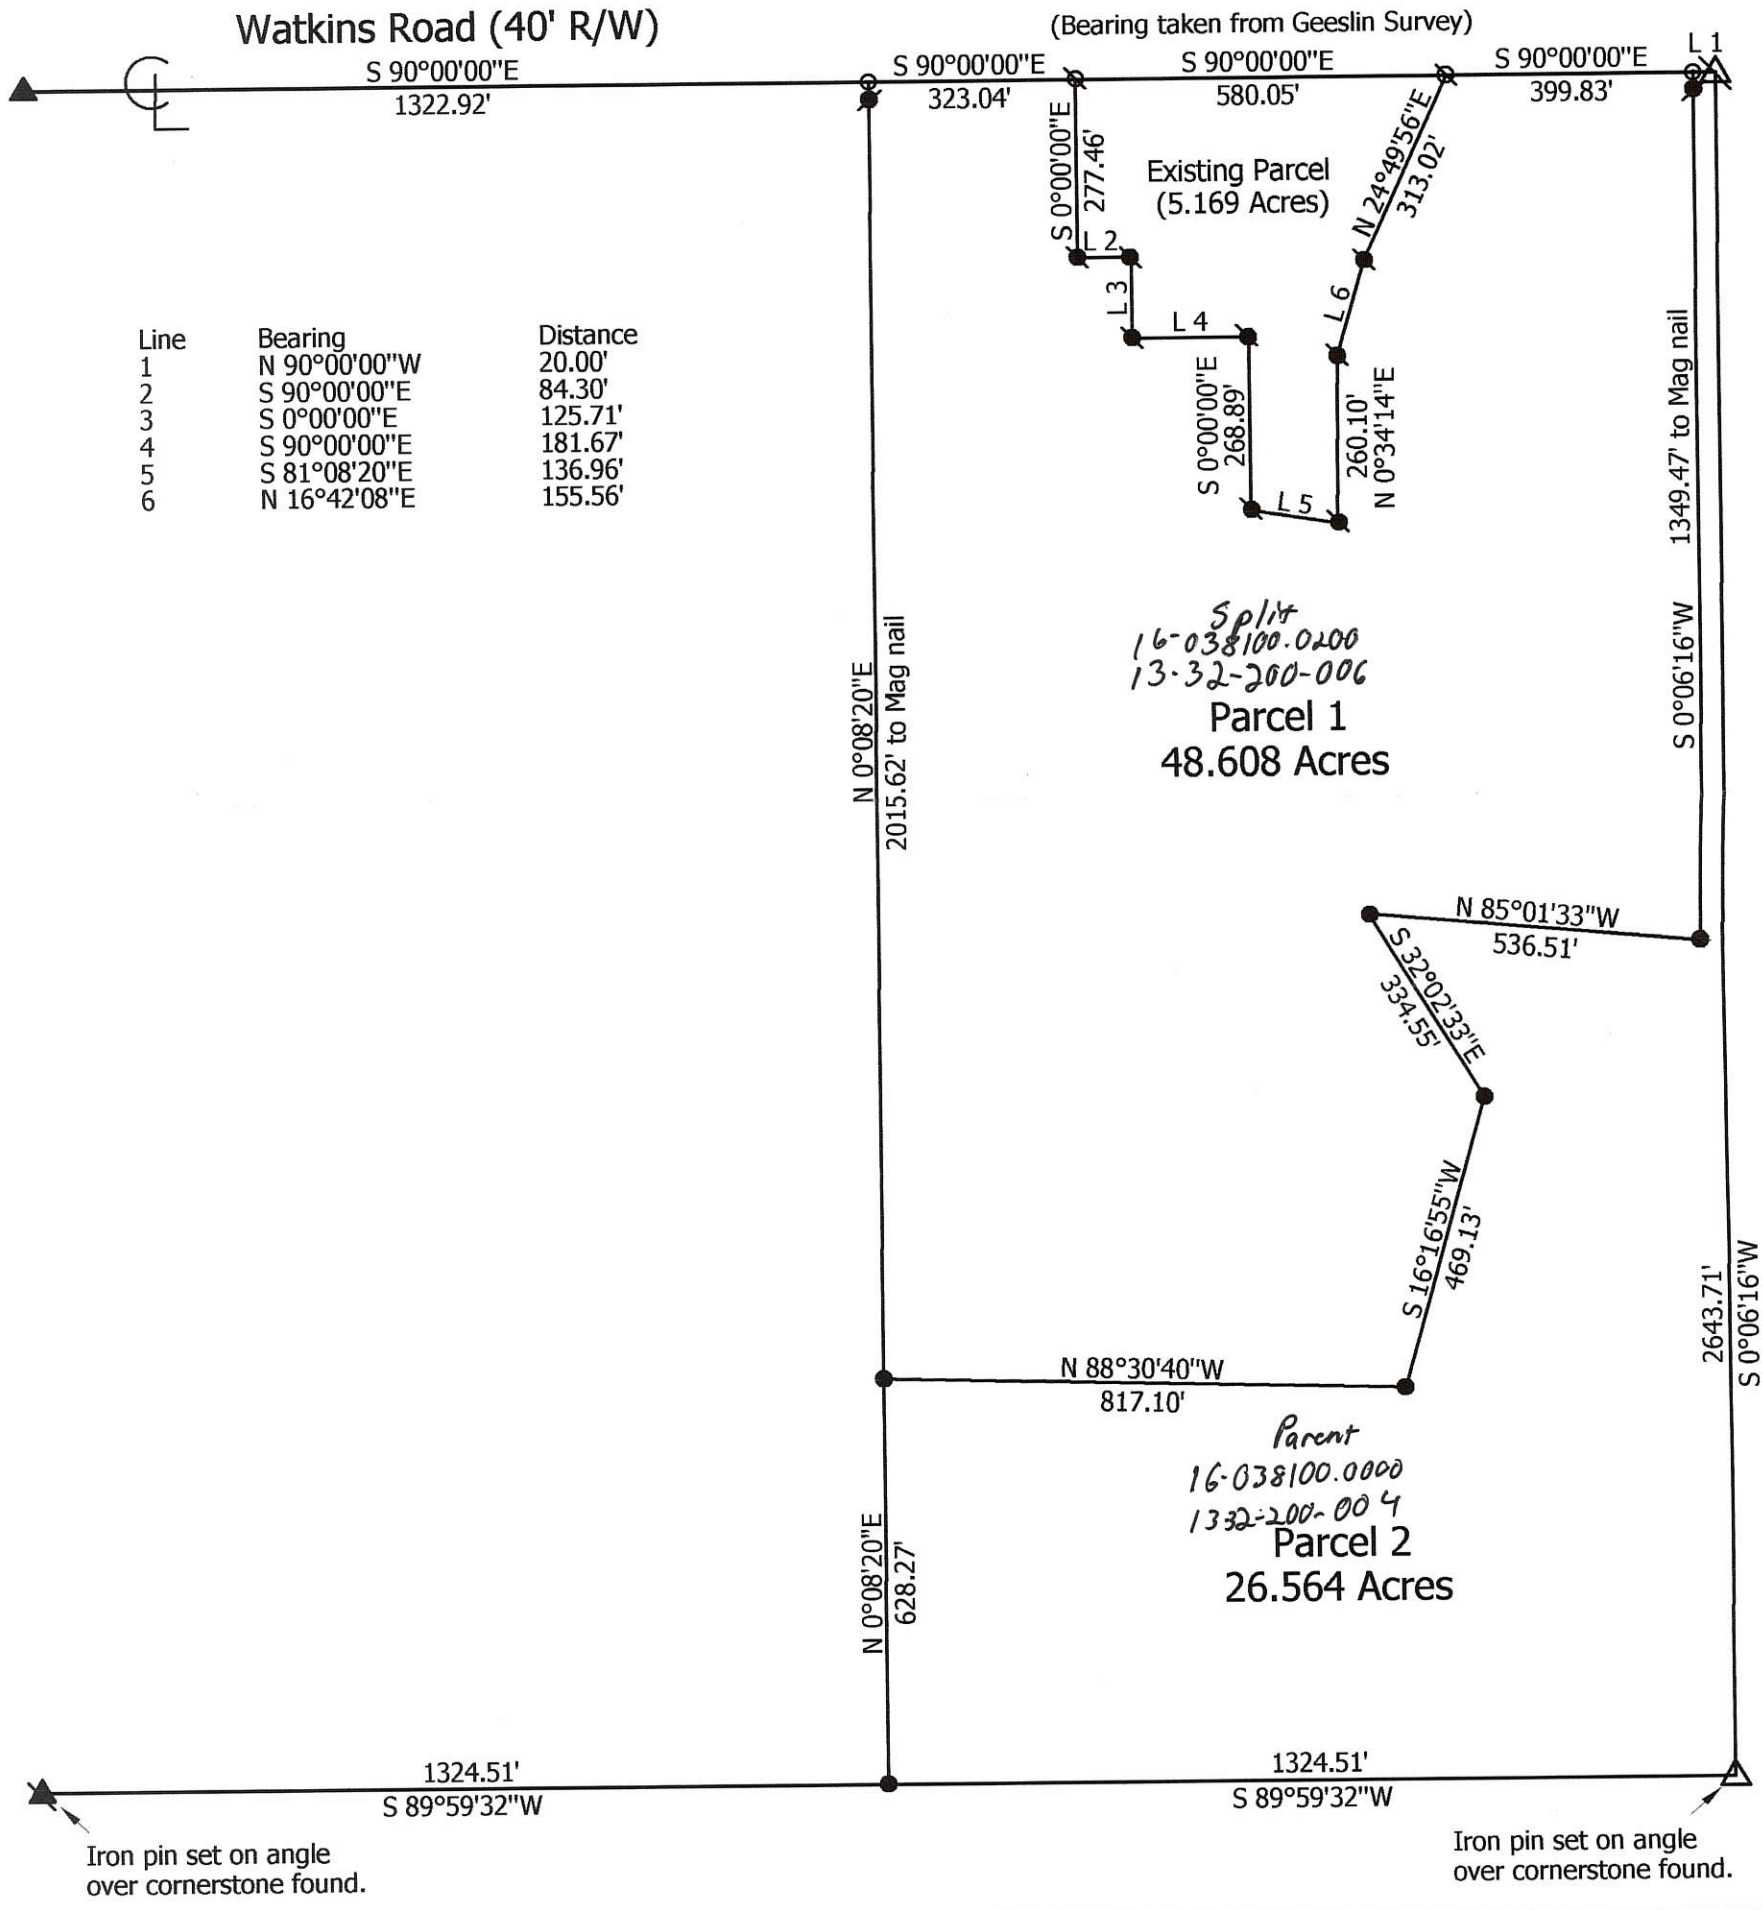 Watkins Road (40' R/W)
(Bearing taken from Geeslin Survey)
L 1
S 90°00'00"E
1322.92'
S 90°00'00"E
323.04'
S 90°00'00"E
580.05'
S 90°00'00"E
399.83'
CL
S 0°00'00"E
277.46'
Existing Parcel
(5.169 Acres)
N 24°49'56"E
313.02'
L 2
L 3
L 4
L 6
S 0°00'00"E
268.89'
260.10'
N 0°34'14"E
L 5
Line Bearing Distance
1 N 90°00'00"W 20.00'
2 S 90°00'00"E 84.30'
3 S 0°00'00"E 125.71'
4 S 90°00'00"E 181.67'
5 S 81°08'20"E 136.96'
6 N 16°42'08"E 155.56'
1349.47' to Mag nail
S 0°06'16"W
N 0°08'20"E
2015.62' to Mag nail
Split
16-038100.0200
13-32-200-006
Parcel 1
48.608 Acres
N 85°01'33"W
536.51'
S 32°02'33"E
334.55'
S 16°16'55"W
469.13'
2643.71'
S 0°06'16"W
N 88°30'40"W
817.10'
Parent
16-038100.0000
1332-200-004
Parcel 2
26.564 Acres
N 0°08'20"E
628.27'
1324.51'
S 89°59'32"W
1324.51'
S 89°59'32"W
Iron pin set on angle
over cornerstone found.
Iron pin set on angle
over cornerstone found.